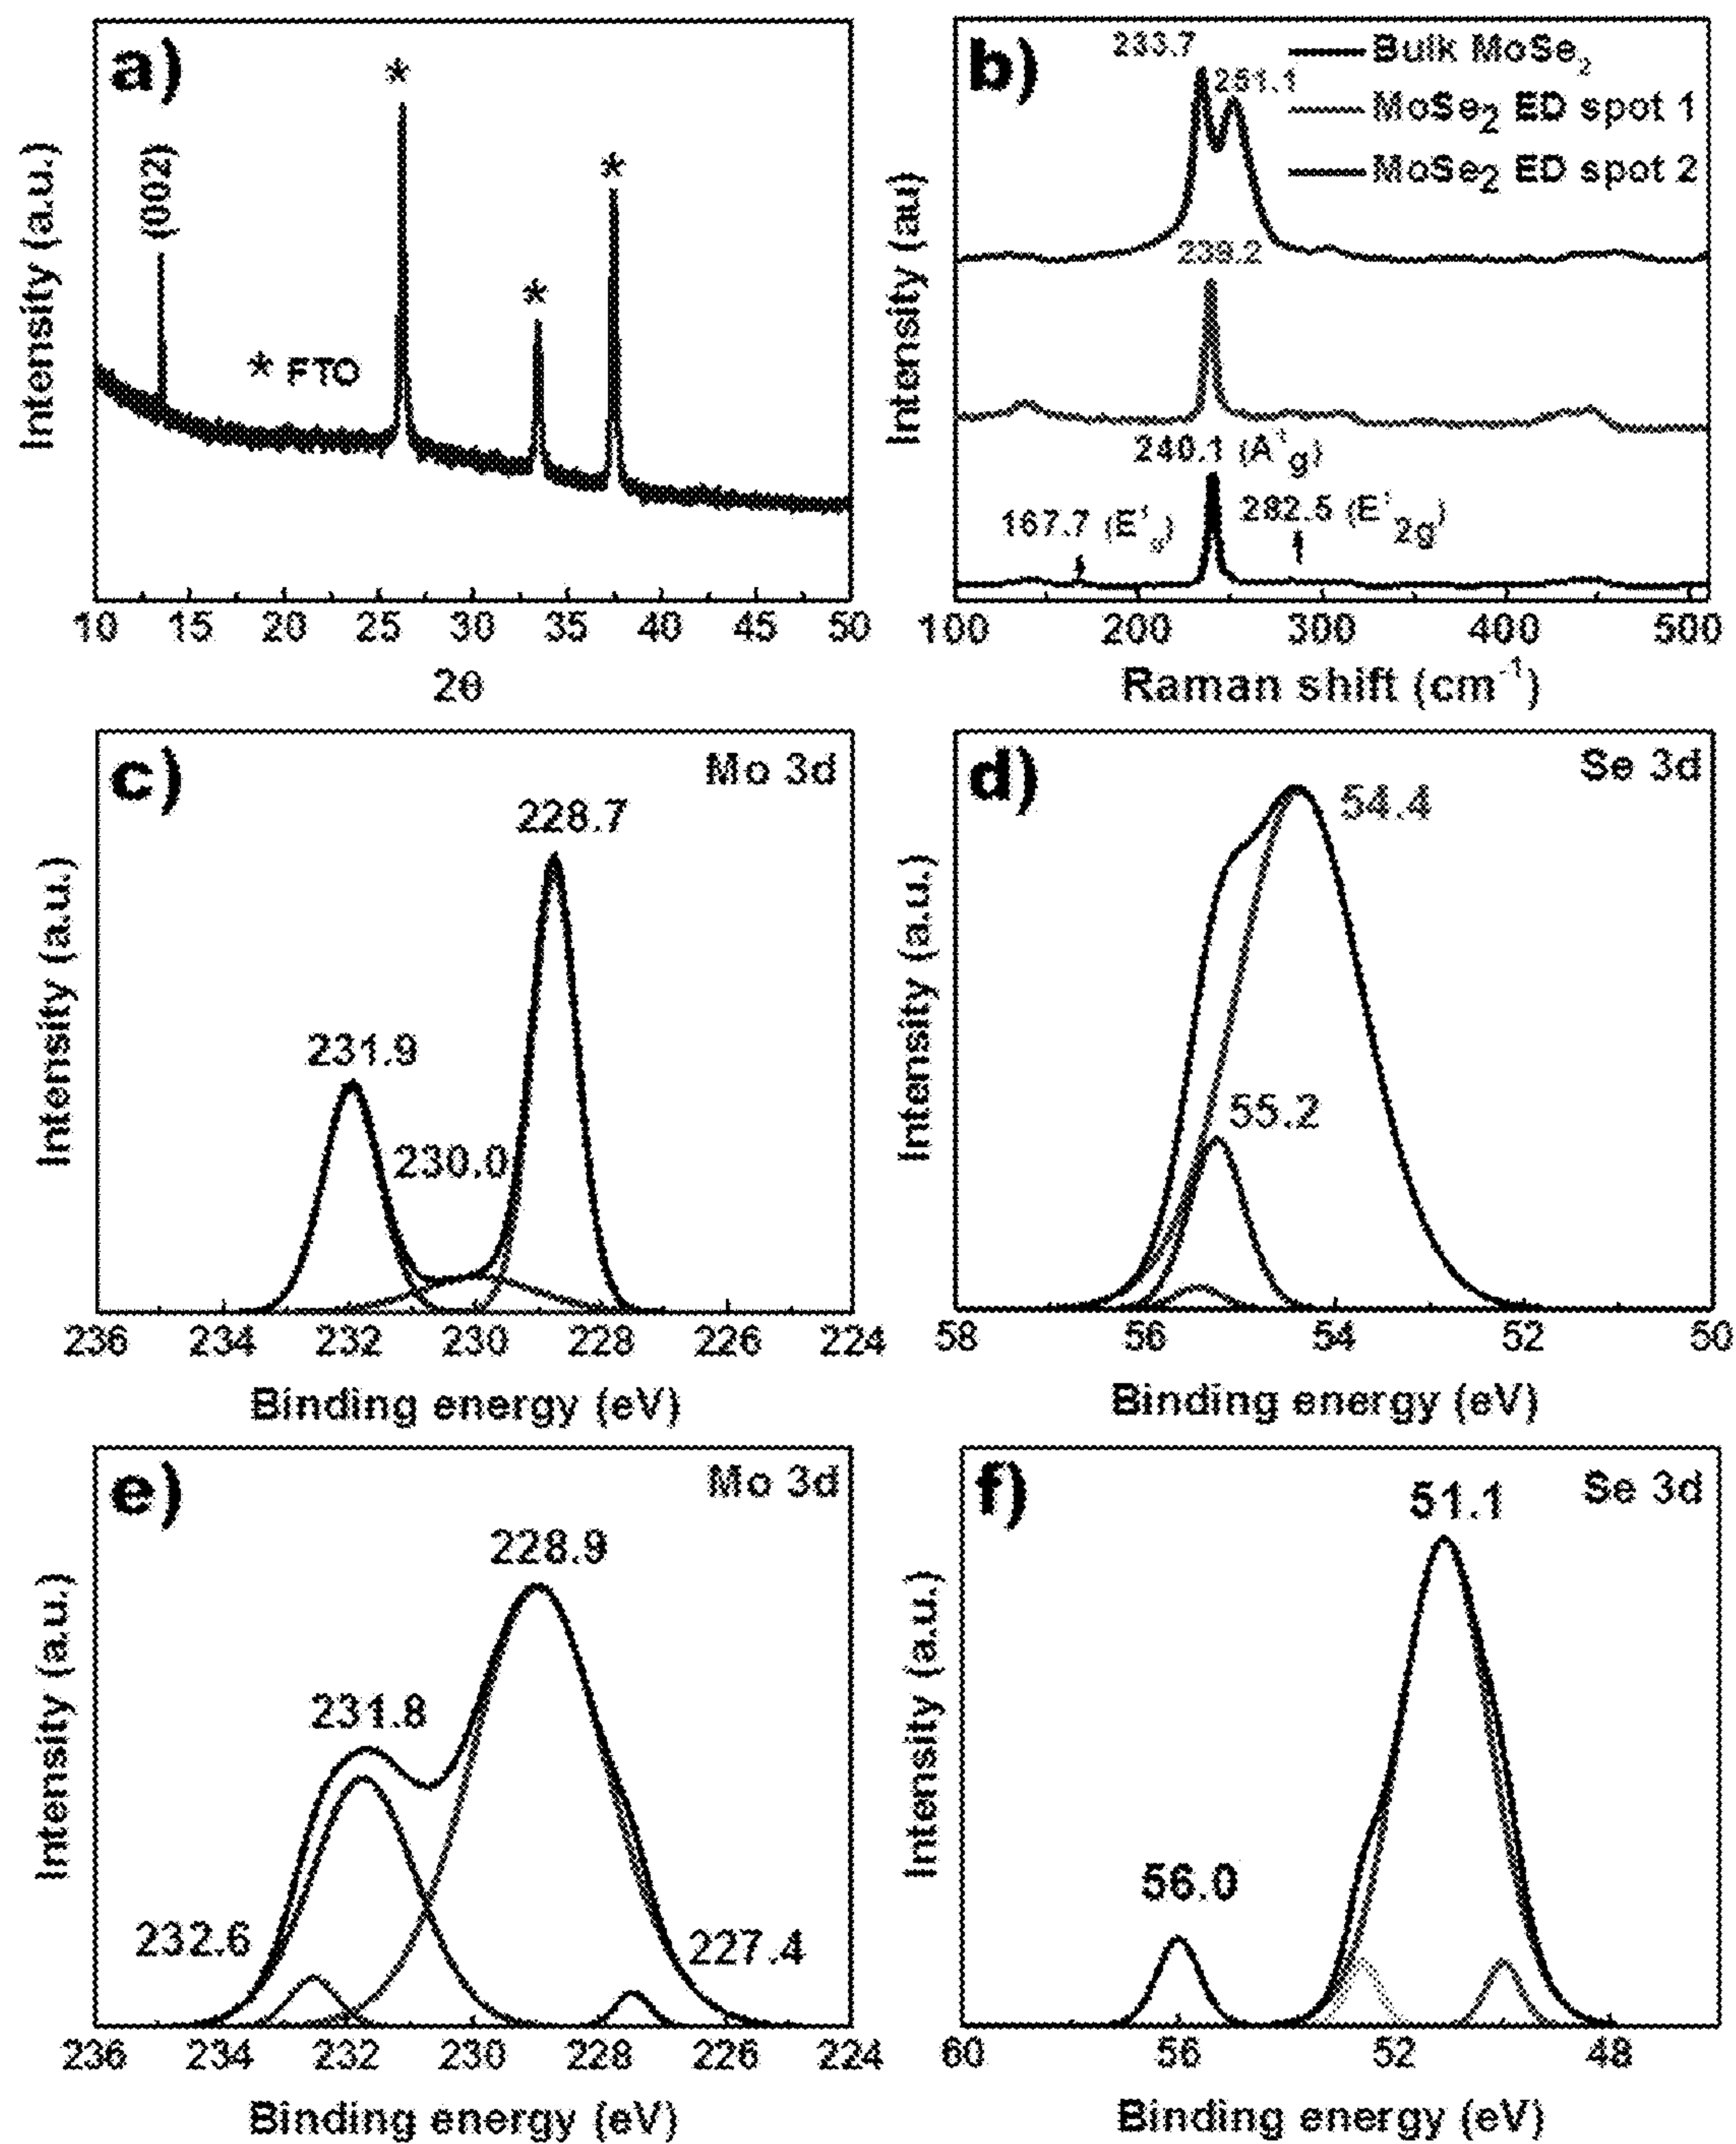 a)
*
*
*
(002)
* FTO
Intensity (a.u.)
10 15 20 25 30 35 40 45 50
2θ
b)
233.7
251.1
Bulk MoSe2
MoSe2 ED spot 1
MoSe2 ED spot 2
239.2
240.1 (A¹g)
282.5 (E¹2g)
167.7 (E¹g)
Intensity (au)
100 200 300 400 500
Raman shift (cm-1)
c)
Mo 3d
228.7
231.9
230.0
Intensity (a.u.)
236 234 232 230 228 226 224
Binding energy (eV)
d)
Se 3d
54.4
55.2
Intensity (a.u.)
58 56 54 52 50
Binding energy (eV)
e)
Mo 3d
228.9
231.8
232.6
227.4
Intensity (a.u.)
236 234 232 230 228 226 224
Binding energy (eV)
f)
Se 3d
51.1
56.0
Intensity (a.u.)
60 56 52 48
Binding energy (eV)